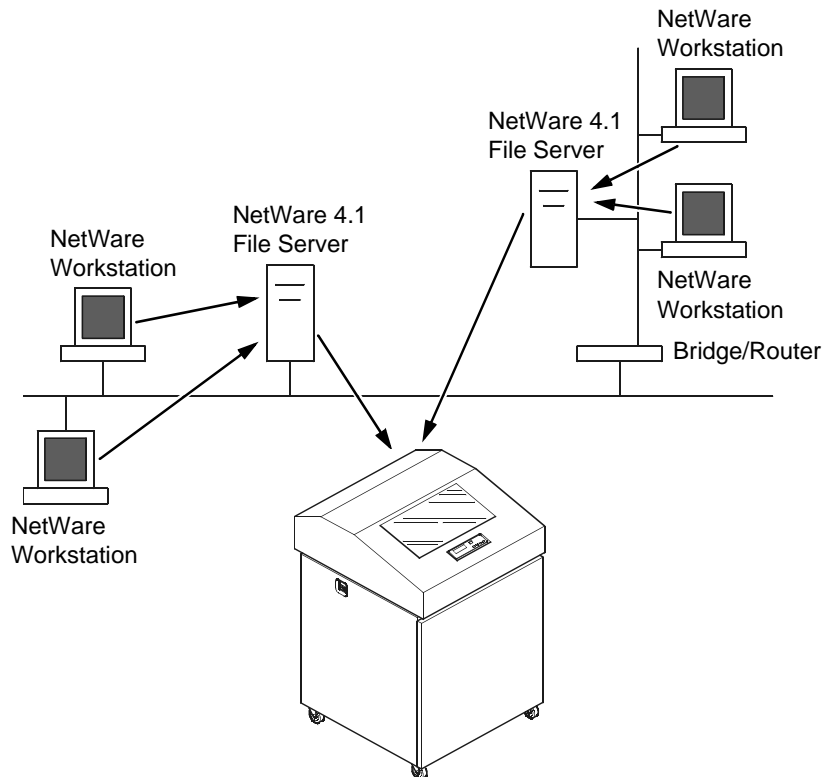 NetWare
Workstation
NetWare 4.1
File Server
NetWare 4.1
File Server
NetWare
Workstation
NetWare
Workstation
Bridge/Router
NetWare
Workstation